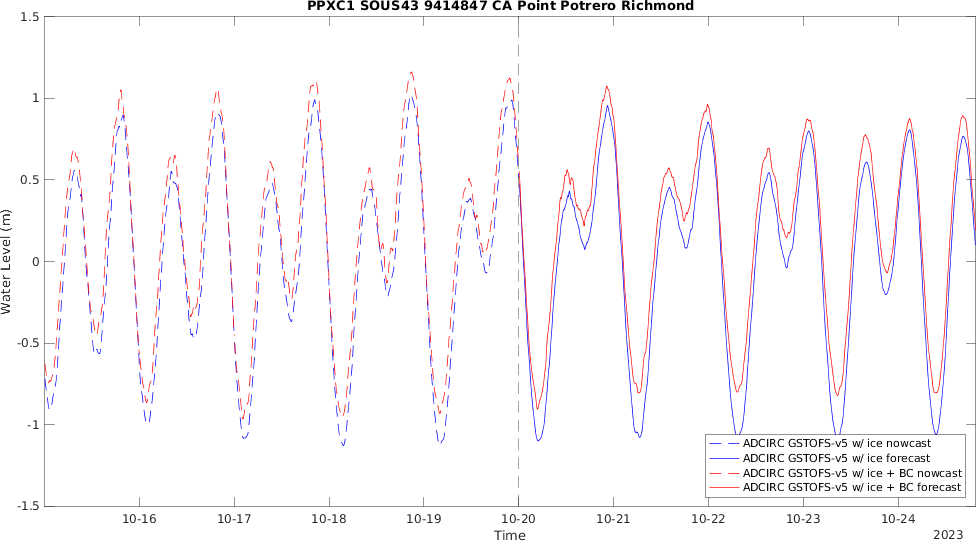 PPXC1 SOUS43 9414847 CA Point Potrero Richmond
1.5
1
0.5
0
-0.5
-1
-1.5
Water Level (m)
10-16 10-17 10-18 10-19 10-20 10-21 10-22 10-23 10-24
Time
2023
ADCIRC GSTOFS-v5 w/ ice nowcast
ADCIRC GSTOFS-v5 w/ ice forecast
ADCIRC GSTOFS-v5 w/ ice + BC nowcast
ADCIRC GSTOFS-v5 w/ ice + BC forecast